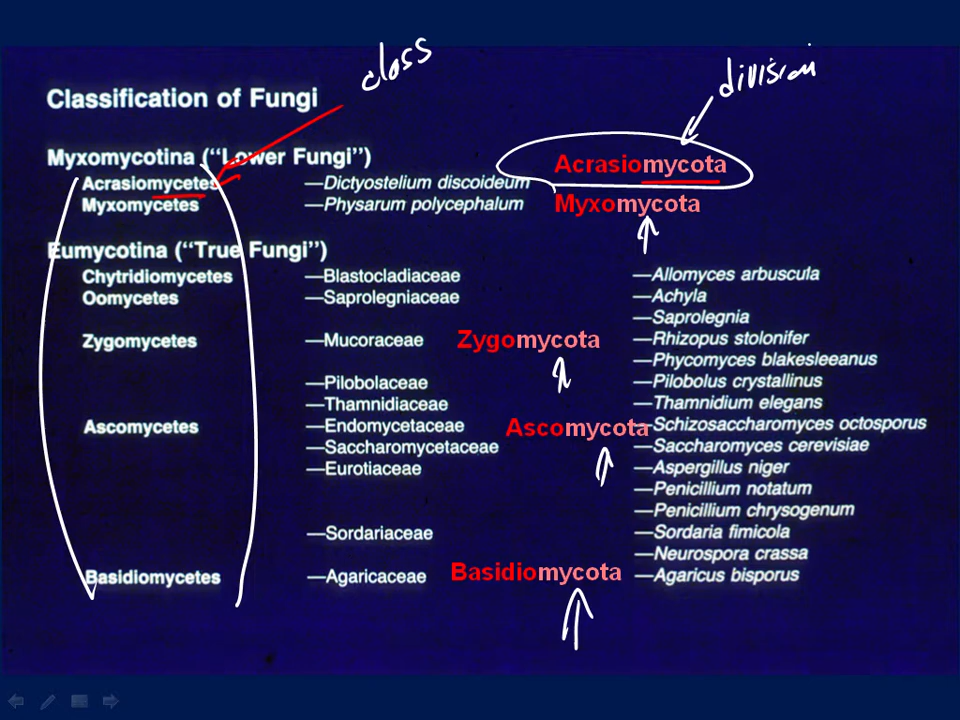 class
division
Classification of Fungi
Myxomycotina ("Lower Fungi") Acrasiomycota
Acrasiomycetes —Dictyostelium discoideum
Myxomycetes —Physarum polycephalum Myxomycota
Eumycotina ("True Fungi")
Chytridiomycetes —Blastocladiaceae —Allomyces arbuscula
Oomycetes —Saprolegniaceae —Achyla
—Saprolegnia
Zygomycetes —Mucoraceae Zygomycota —Rhizopus stolonifer
—Phycomyces blakesleeanus
—Pilobolaceae —Pilobolus crystallinus
—Thamnidiaceae —Thamnidium elegans
Ascomycetes —Endomycetaceae Ascomycota —Schizosaccharomyces octosporus
—Saccharomycetaceae —Saccharomyces cerevisiae
—Eurotiaceae —Aspergillus niger
—Penicillium notatum
—Penicillium chrysogenum
—Sordariaceae —Sordaria fimicola
—Neurospora crassa
Basidiomycetes —Agaricaceae Basidiomycota —Agaricus bisporus